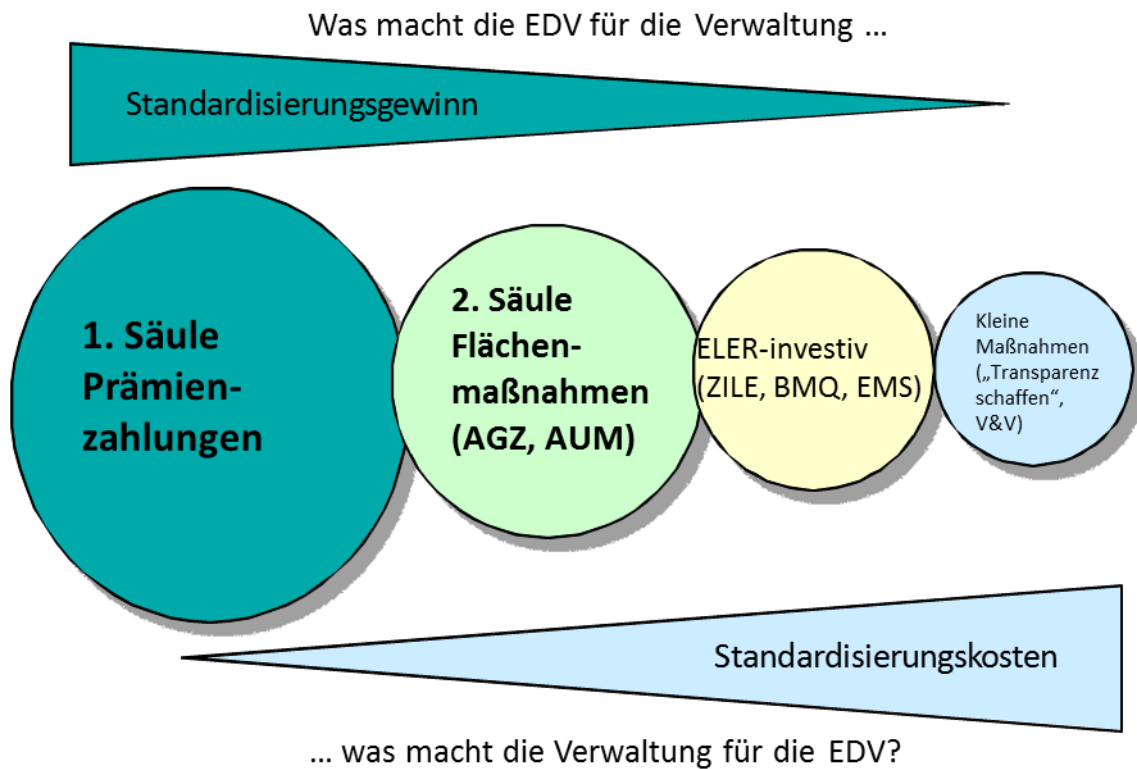 Was macht die EDV für die Verwaltung ...
Standardisierungsgewinn
1. Säule
Prämien-
zahlungen
2. Säule
Flächen-
maßnahmen
(AGZ, AUM)
ELER-investiv
(ZILE, BMQ, EMS)
Kleine
Maßnahmen
(„Transparenz
schaffen“,
V&V)
Standardisierungskosten
... was macht die Verwaltung für die EDV?